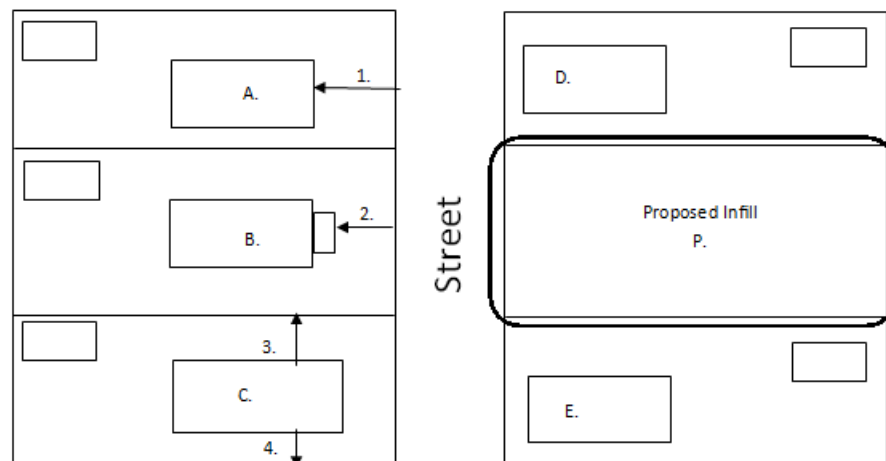 A.
1.
B.
2.
3.
C.
4.
Street
D.
Proposed Infill
P.
E.